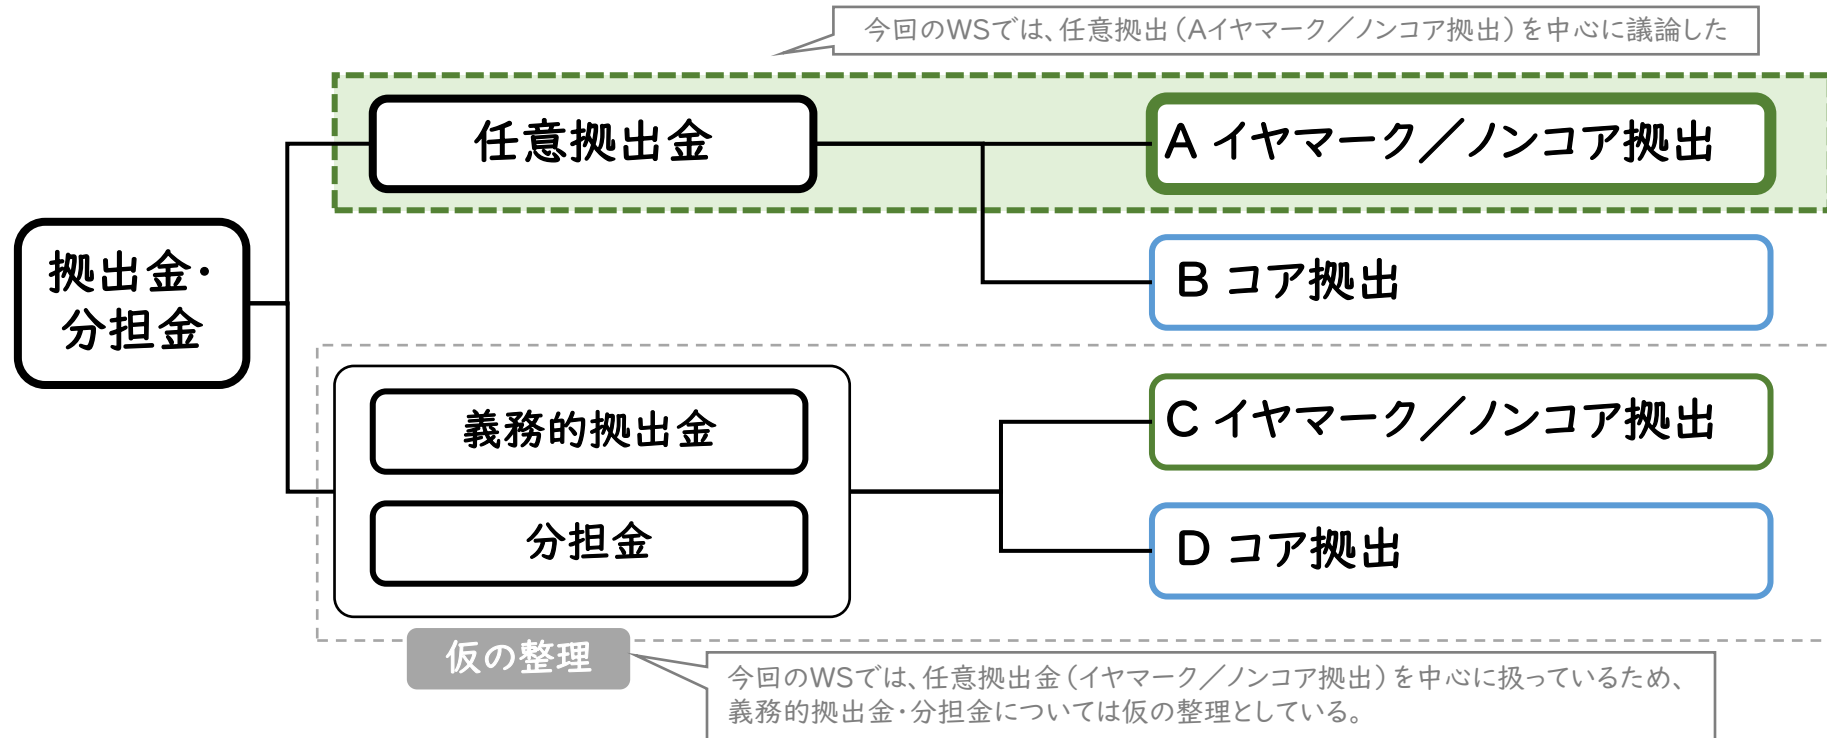 今回のWSでは、任意拠出（Aイヤマーク／ノンコア拠出）を中心に議論した
任意拠出金
A イヤマーク／ノンコア拠出
拠出金・
分担金
B コア拠出
義務的拠出金
C イヤマーク／ノンコア拠出
分担金
D コア拠出
仮の整理
今回のWSでは、任意拠出金（イヤマーク／ノンコア拠出）を中心に扱っているため、
義務的拠出金・分担金については仮の整理としている。